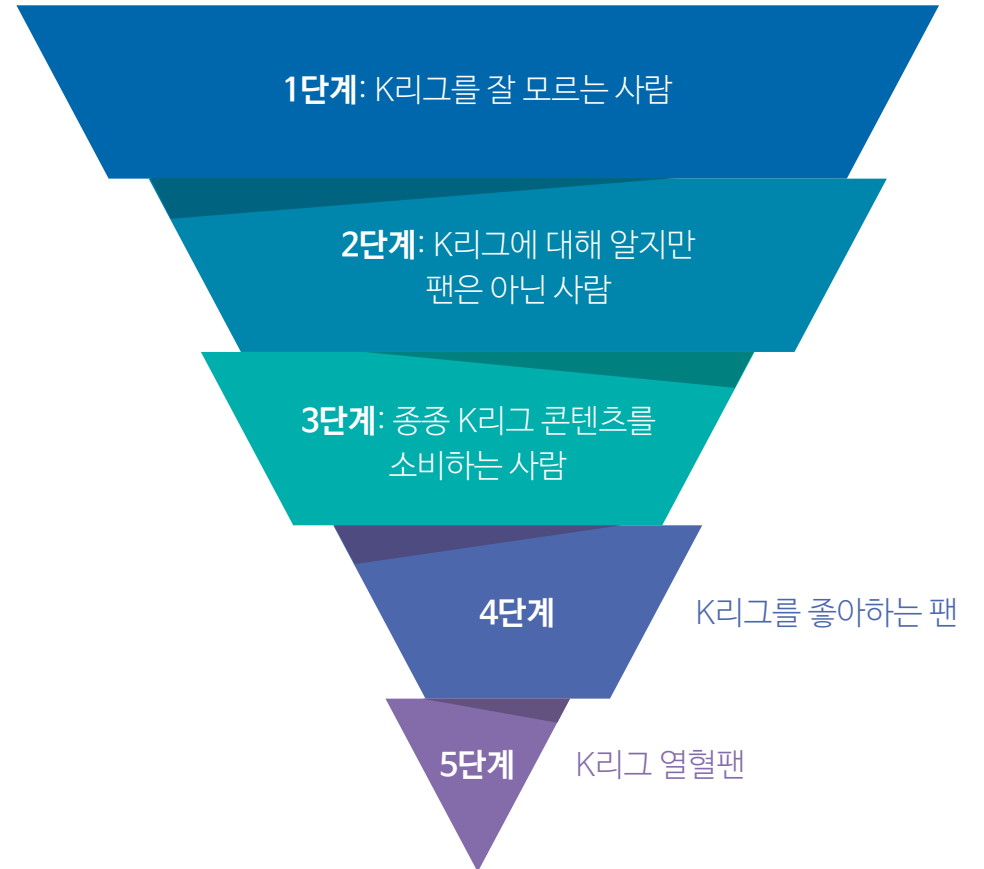 1단계: K리그를 잘 모르는 사람
2단계: K리그에 대해 알지만
팬은 아닌 사람
3단계: 종종 K리그 콘텐츠를
소비하는 사람
4단계
K리그를 좋아하는 팬
5단계
K리그 열혈팬